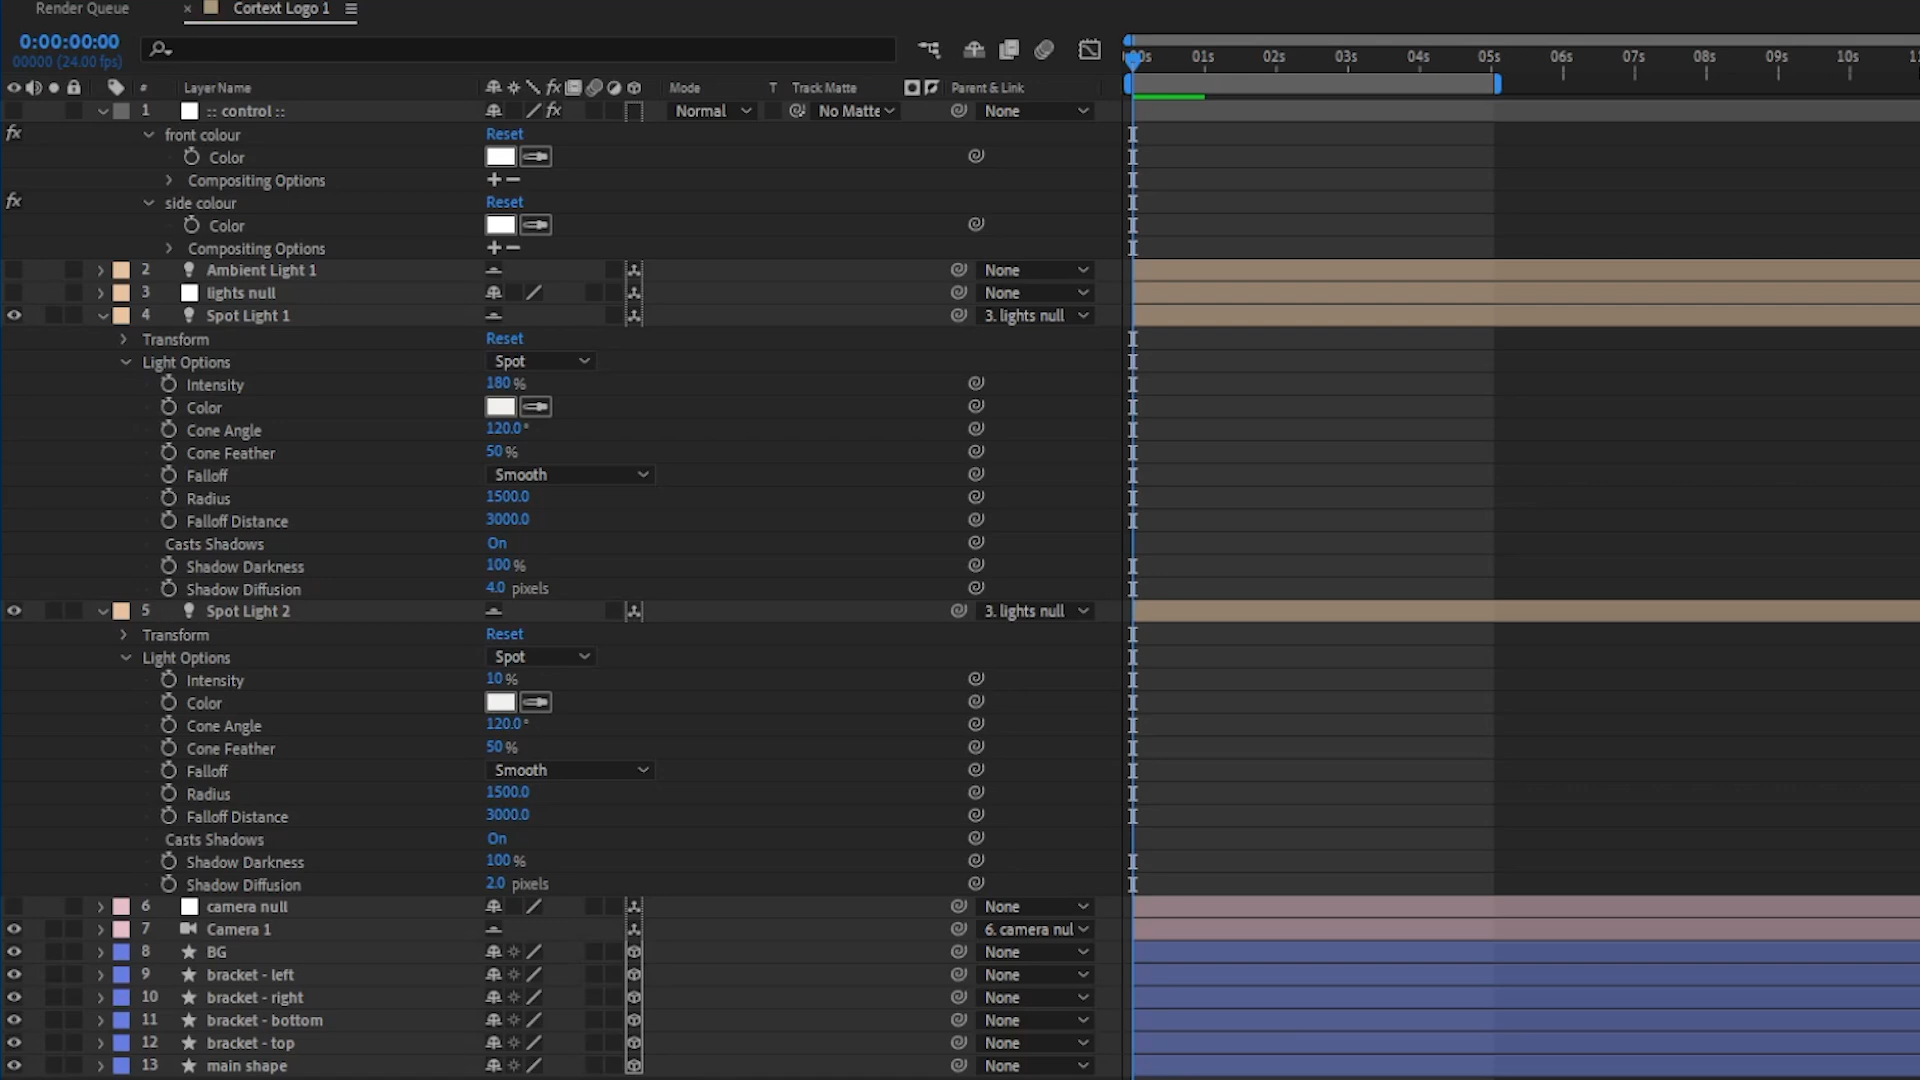 Render Queue
× Cortext Logo 1
0:00:00:00
00000 (24.00 fps)
00s 01s 02s 03s 04s 05s 06s 07s 08s 09s 10s
# Layer Name fx Mode T Track Matte Parent & Link
1 :: control :: fx Normal No Matte None
fx front colour Reset
Color
Compositing Options + −
fx side colour Reset
Color
Compositing Options + −
2 Ambient Light 1 None
3 lights null None
4 Spot Light 1 3. lights null
Transform Reset
Light Options Spot
Intensity 180 %
Color
Cone Angle 120.0 °
Cone Feather 50 %
Falloff Smooth
Radius 1500.0
Falloff Distance 3000.0
Casts Shadows On
Shadow Darkness 100 %
Shadow Diffusion 4.0 pixels
5 Spot Light 2 3. lights null
Transform Reset
Light Options Spot
Intensity 10 %
Color
Cone Angle 120.0 °
Cone Feather 50 %
Falloff Smooth
Radius 1500.0
Falloff Distance 3000.0
Casts Shadows On
Shadow Darkness 100 %
Shadow Diffusion 2.0 pixels
6 camera null None
7 Camera 1 6. camera nul
8 BG None
9 bracket - left None
10 bracket - right None
11 bracket - bottom None
12 bracket - top None
13 main shape None